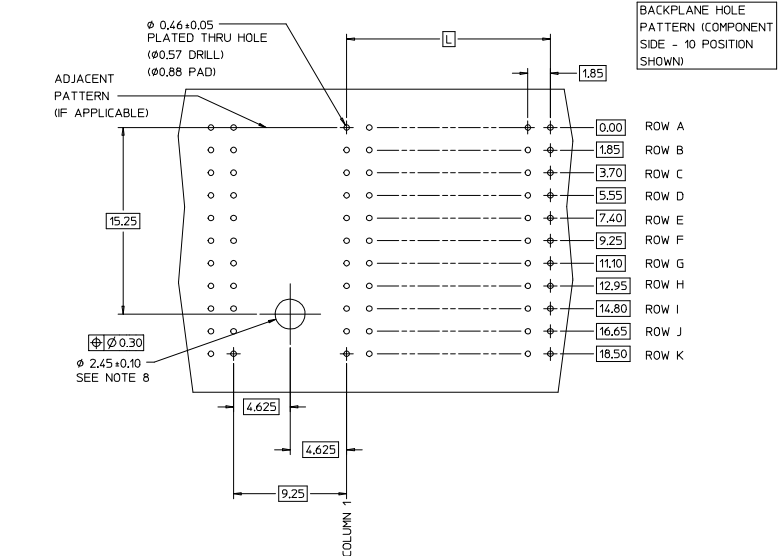 BACKPLANE HOLE
PATTERN (COMPONENT
SIDE - 10 POSITION
SHOWN)
ø 0.46±0.05
PLATED THRU HOLE
(ø0.57 DRILL)
(ø0.88 PAD)
L
1.85
ADJACENT
PATTERN
(IF APPLICABLE)
0.00 ROW A
1.85 ROW B
3.70 ROW C
5.55 ROW D
7.40 ROW E
9.25 ROW F
11.10 ROW G
12.95 ROW H
14.80 ROW I
16.65 ROW J
18.50 ROW K
15.25
⌖ ø 0.30
ø 2.45±0.10
SEE NOTE 8
4.625
4.625
9.25
COLUMN 1